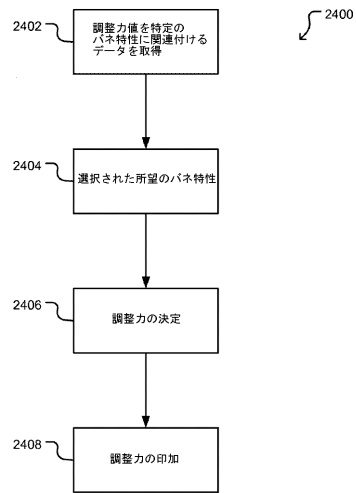 2400
2402
調整力値を特定の
バネ特性に関連付ける
データを取得
2404
選択された所望のバネ特性
2406
調整力の決定
2408
調整力の印加